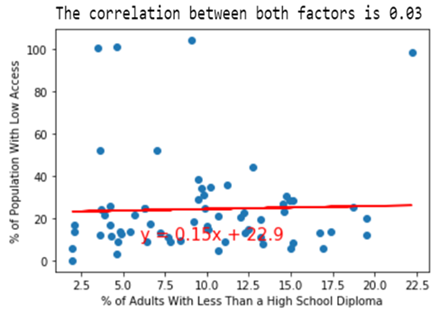 The correlation between both factors is 0.03
100
80
60
40
20
0
% of Population With Low Access
y = 0.15x + 22.9
2.5 5.0 7.5 10.0 12.5 15.0 17.5 20.0 22.5
% of Adults With Less Than a High School Diploma